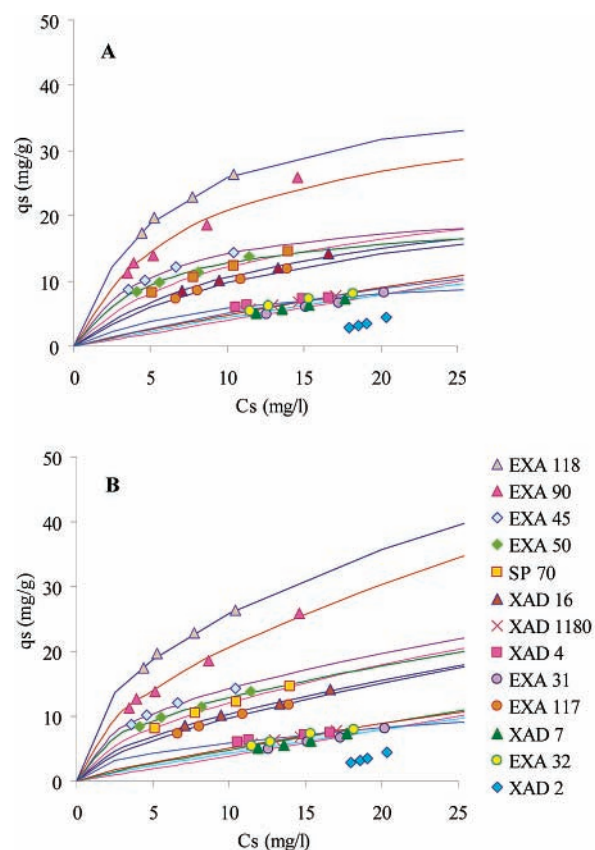 A
50
40
30
20
10
0
qs (mg/g)
0 5 10 15 20 25
Cs (mg/l)
B
50
40
30
20
10
0
qs (mg/g)
0 5 10 15 20 25
Cs (mg/l)
EXA 118
EXA 90
EXA 45
EXA 50
SP 70
XAD 16
XAD 1180
XAD 4
EXA 31
EXA 117
XAD 7
EXA 32
XAD 2